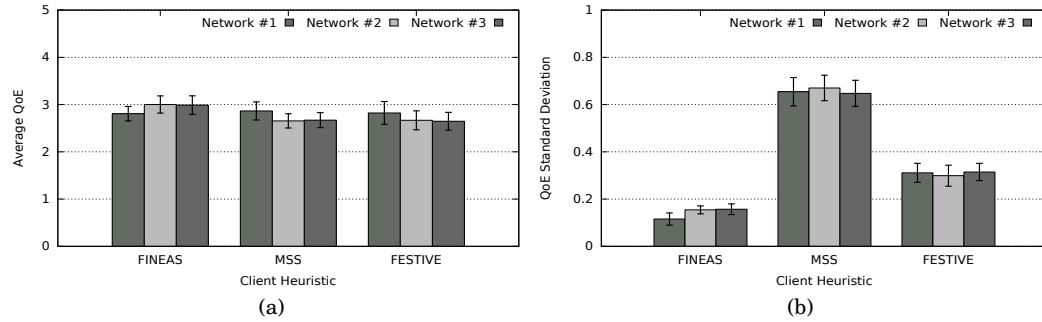 Network #1 Network #2 Network #3
5
4
3
2
1
0
Average QoE
FINEAS MSS FESTIVE
Client Heuristic
(a)
Network #1 Network #2 Network #3
1
0.8
0.6
0.4
0.2
0
QoE Standard Deviation
FINEAS MSS FESTIVE
Client Heuristic
(b)